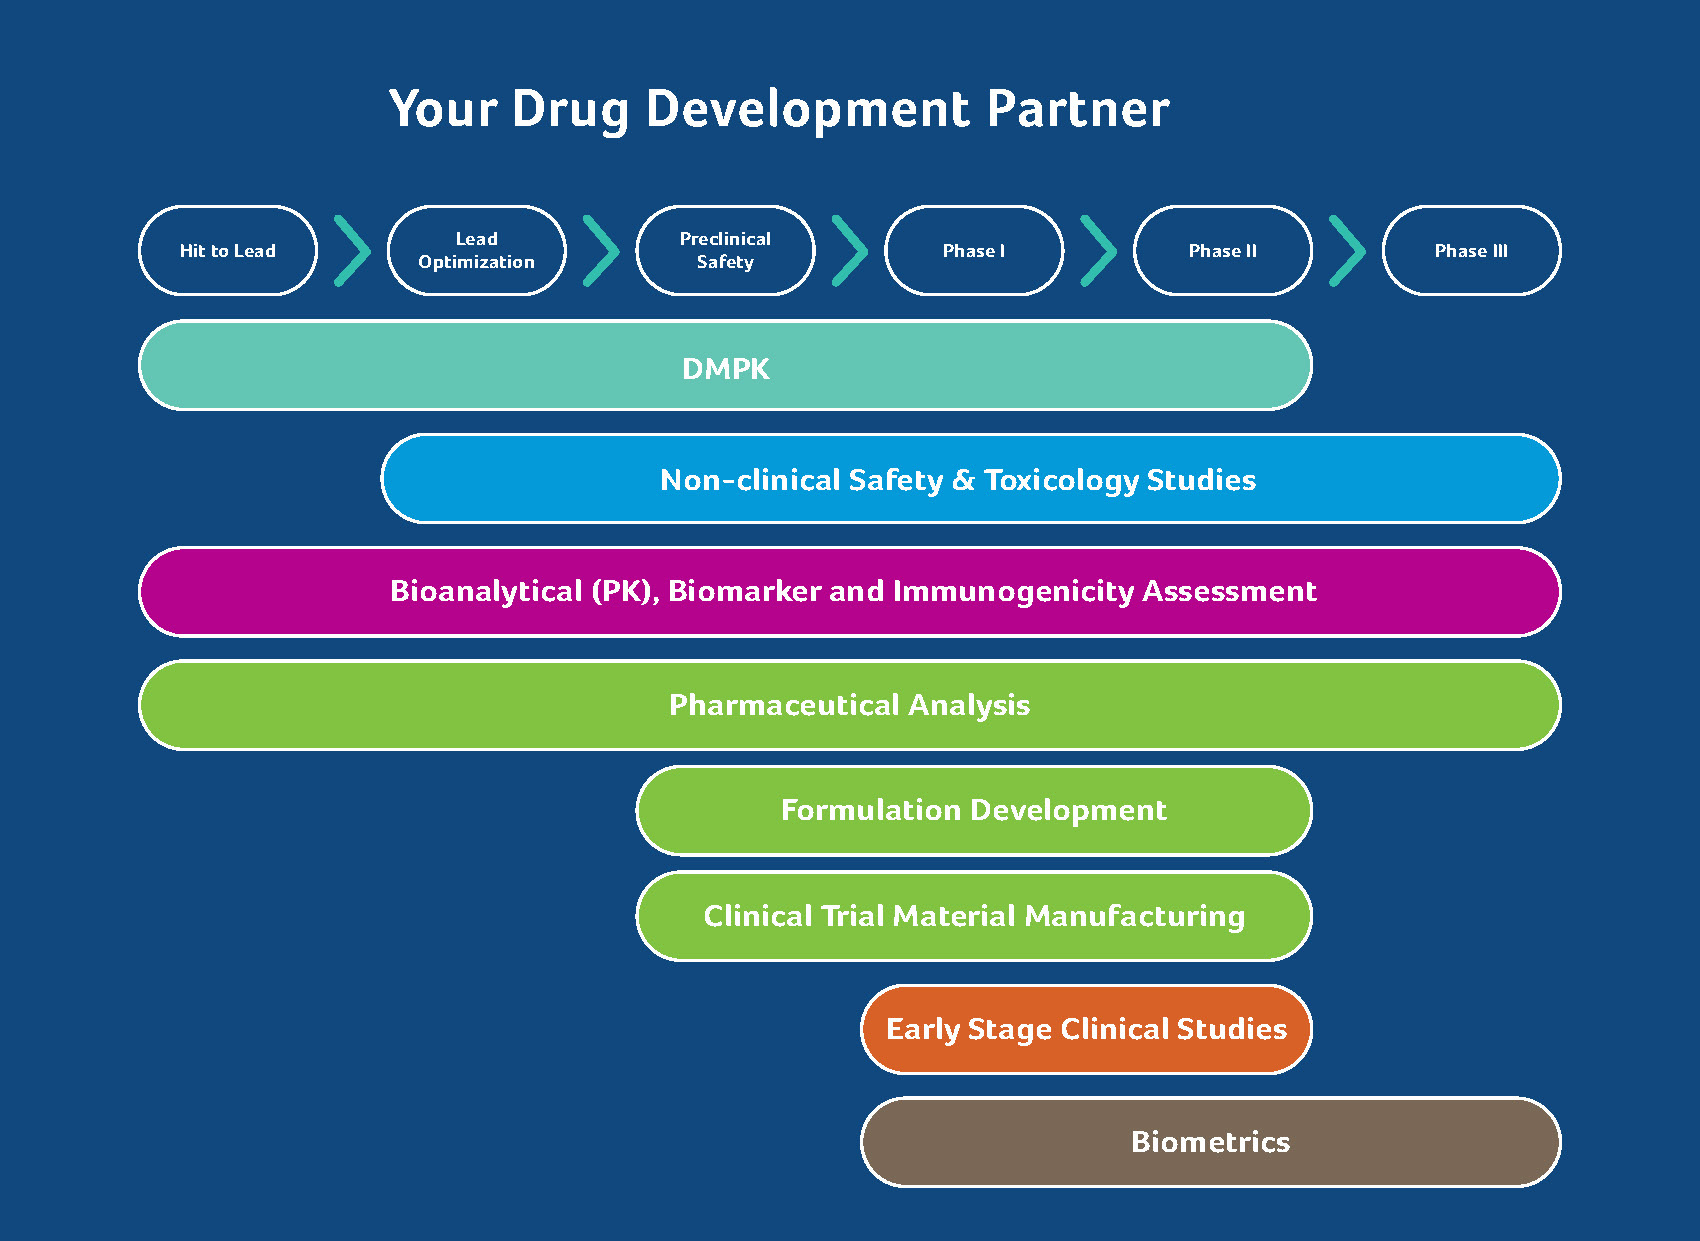 Your Drug Development Partner
Hit to Lead
Lead
Optimization
Preclinical
Safety
Phase I
Phase II
Phase III
DMPK
Non-clinical Safety & Toxicology Studies
Bioanalytical (PK), Biomarker and Immunogenicity Assessment
Pharmaceutical Analysis
Formulation Development
Clinical Trial Material Manufacturing
Early Stage Clinical Studies
Biometrics